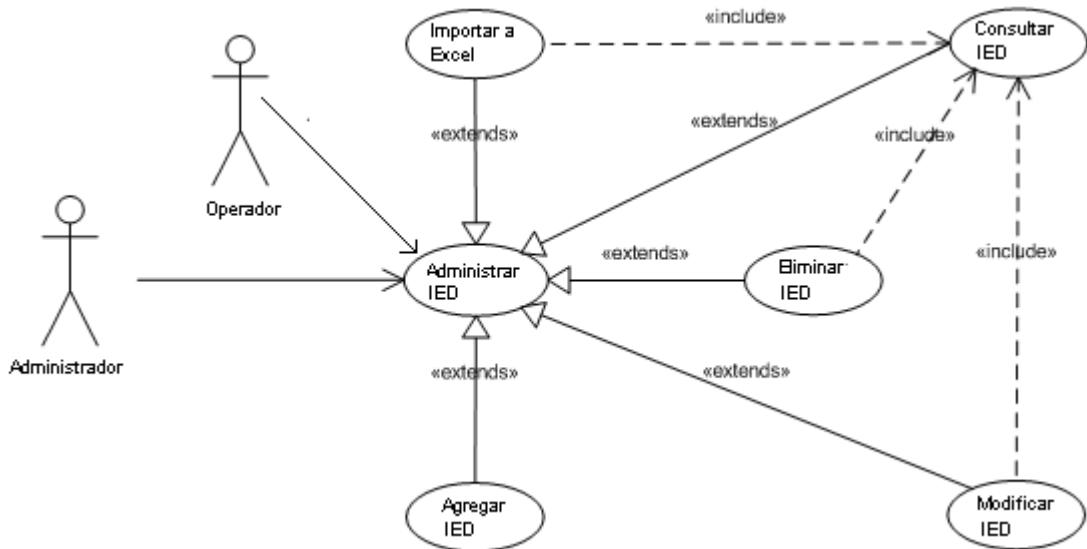 Importar a
Excel
«include»
Consultar
IED
«extends»
«extends»
«include»
Operador
Administrar
IED
«extends»
Eliminar
IED
«include»
Administrador
«extends»
«extends»
Agregar
IED
Modificar
IED